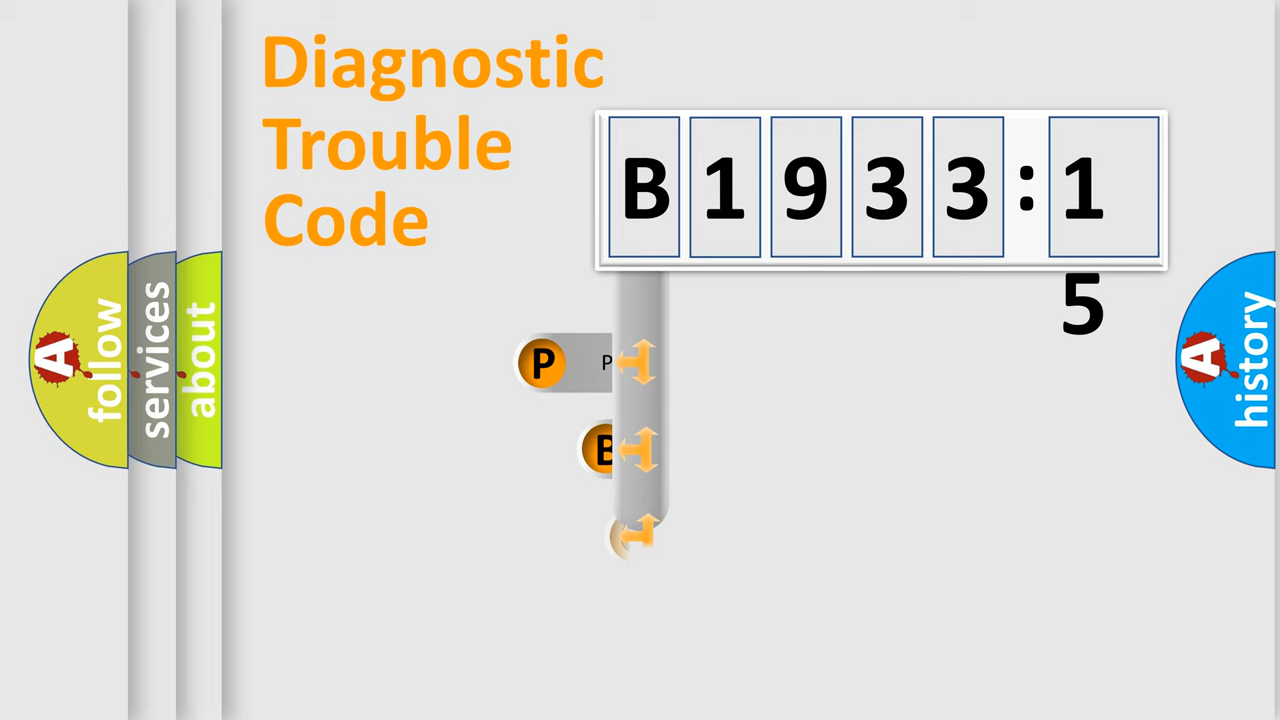 Diagnostic
Trouble
Code
B1933:1
5
P P
B
A follow
services
about
A history